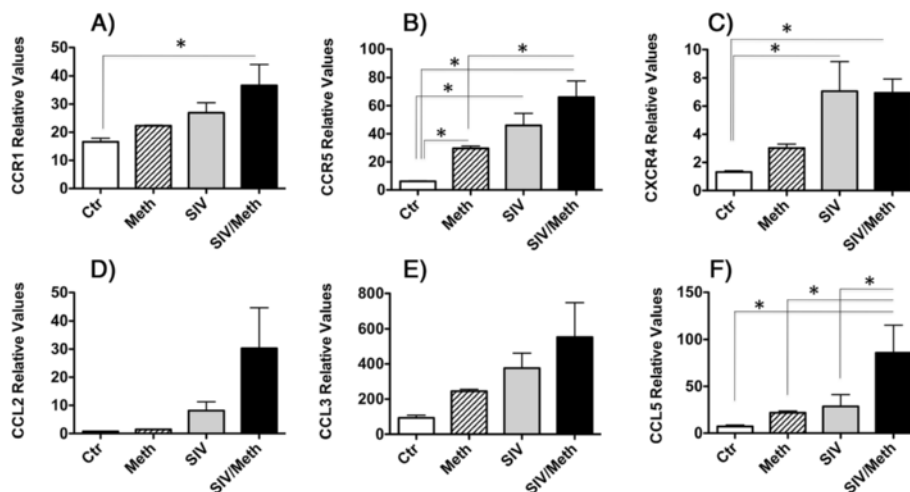 A)
CCR1 Relative Values
50
40
30
20
10
0
*
Ctr
Meth
SIV
SIV/Meth
B)
CCR5 Relative Values
100
80
60
40
20
0
*
*
*
*
Ctr
Meth
SIV
SIV/Meth
C)
CXCR4 Relative Values
10
8
6
4
2
0
*
*
Ctr
Meth
SIV
SIV/Meth
D)
CCL2 Relative Values
50
40
30
20
10
0
Ctr
Meth
SIV
SIV/Meth
E)
CCL3 Relative Values
800
600
400
200
0
Ctr
Meth
SIV
SIV/Meth
F)
CCL5 Relative Values
150
100
50
0
*
*
*
Ctr
Meth
SIV
SIV/Meth